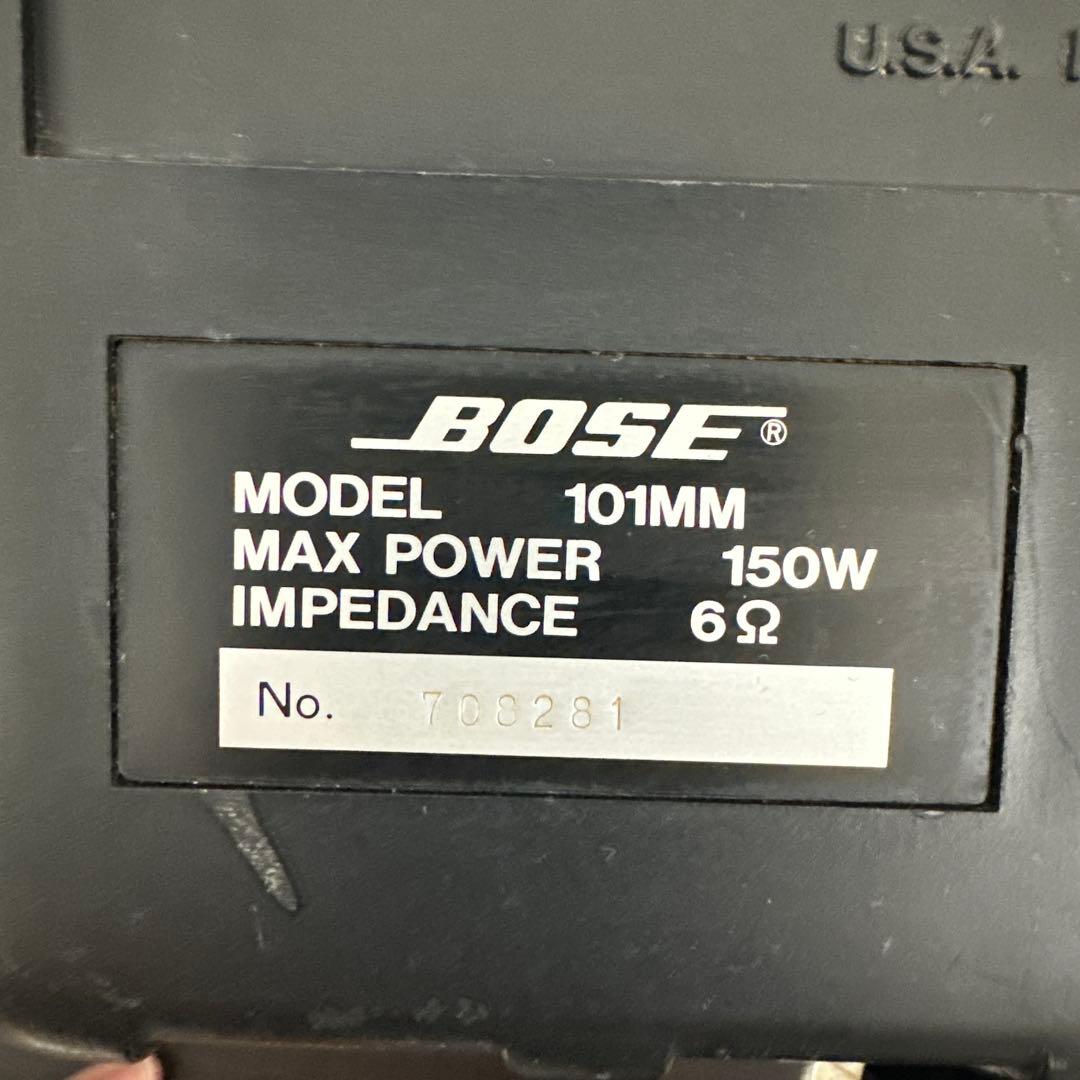 U.S.A.
BOSE®
MODEL 101MM
MAX POWER 150W
IMPEDANCE 6Ω
No. 708281